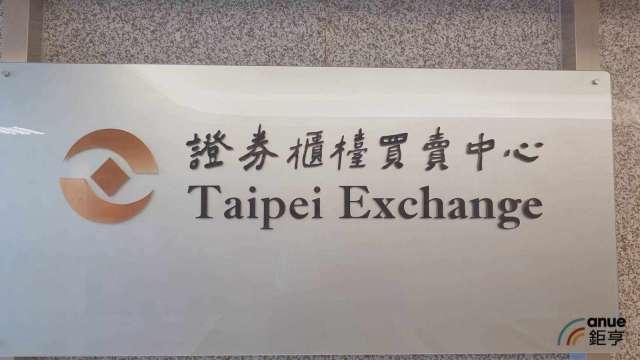 證券櫃檯買賣中心
Taipei Exchange
anue
鉅亨